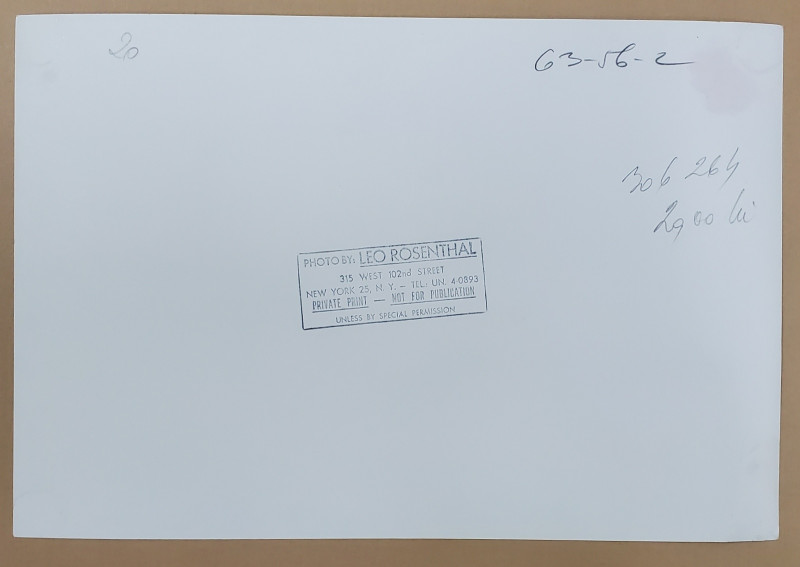 20
63-56-2
306 264
2900 lei
PHOTO BY: LEO ROSENTHAL
315 WEST 102nd STREET
NEW YORK 25, N. Y. — TEL: UN. 4-0893
PRIVATE PRINT — NOT FOR PUBLICATION
UNLESS BY SPECIAL PERMISSION